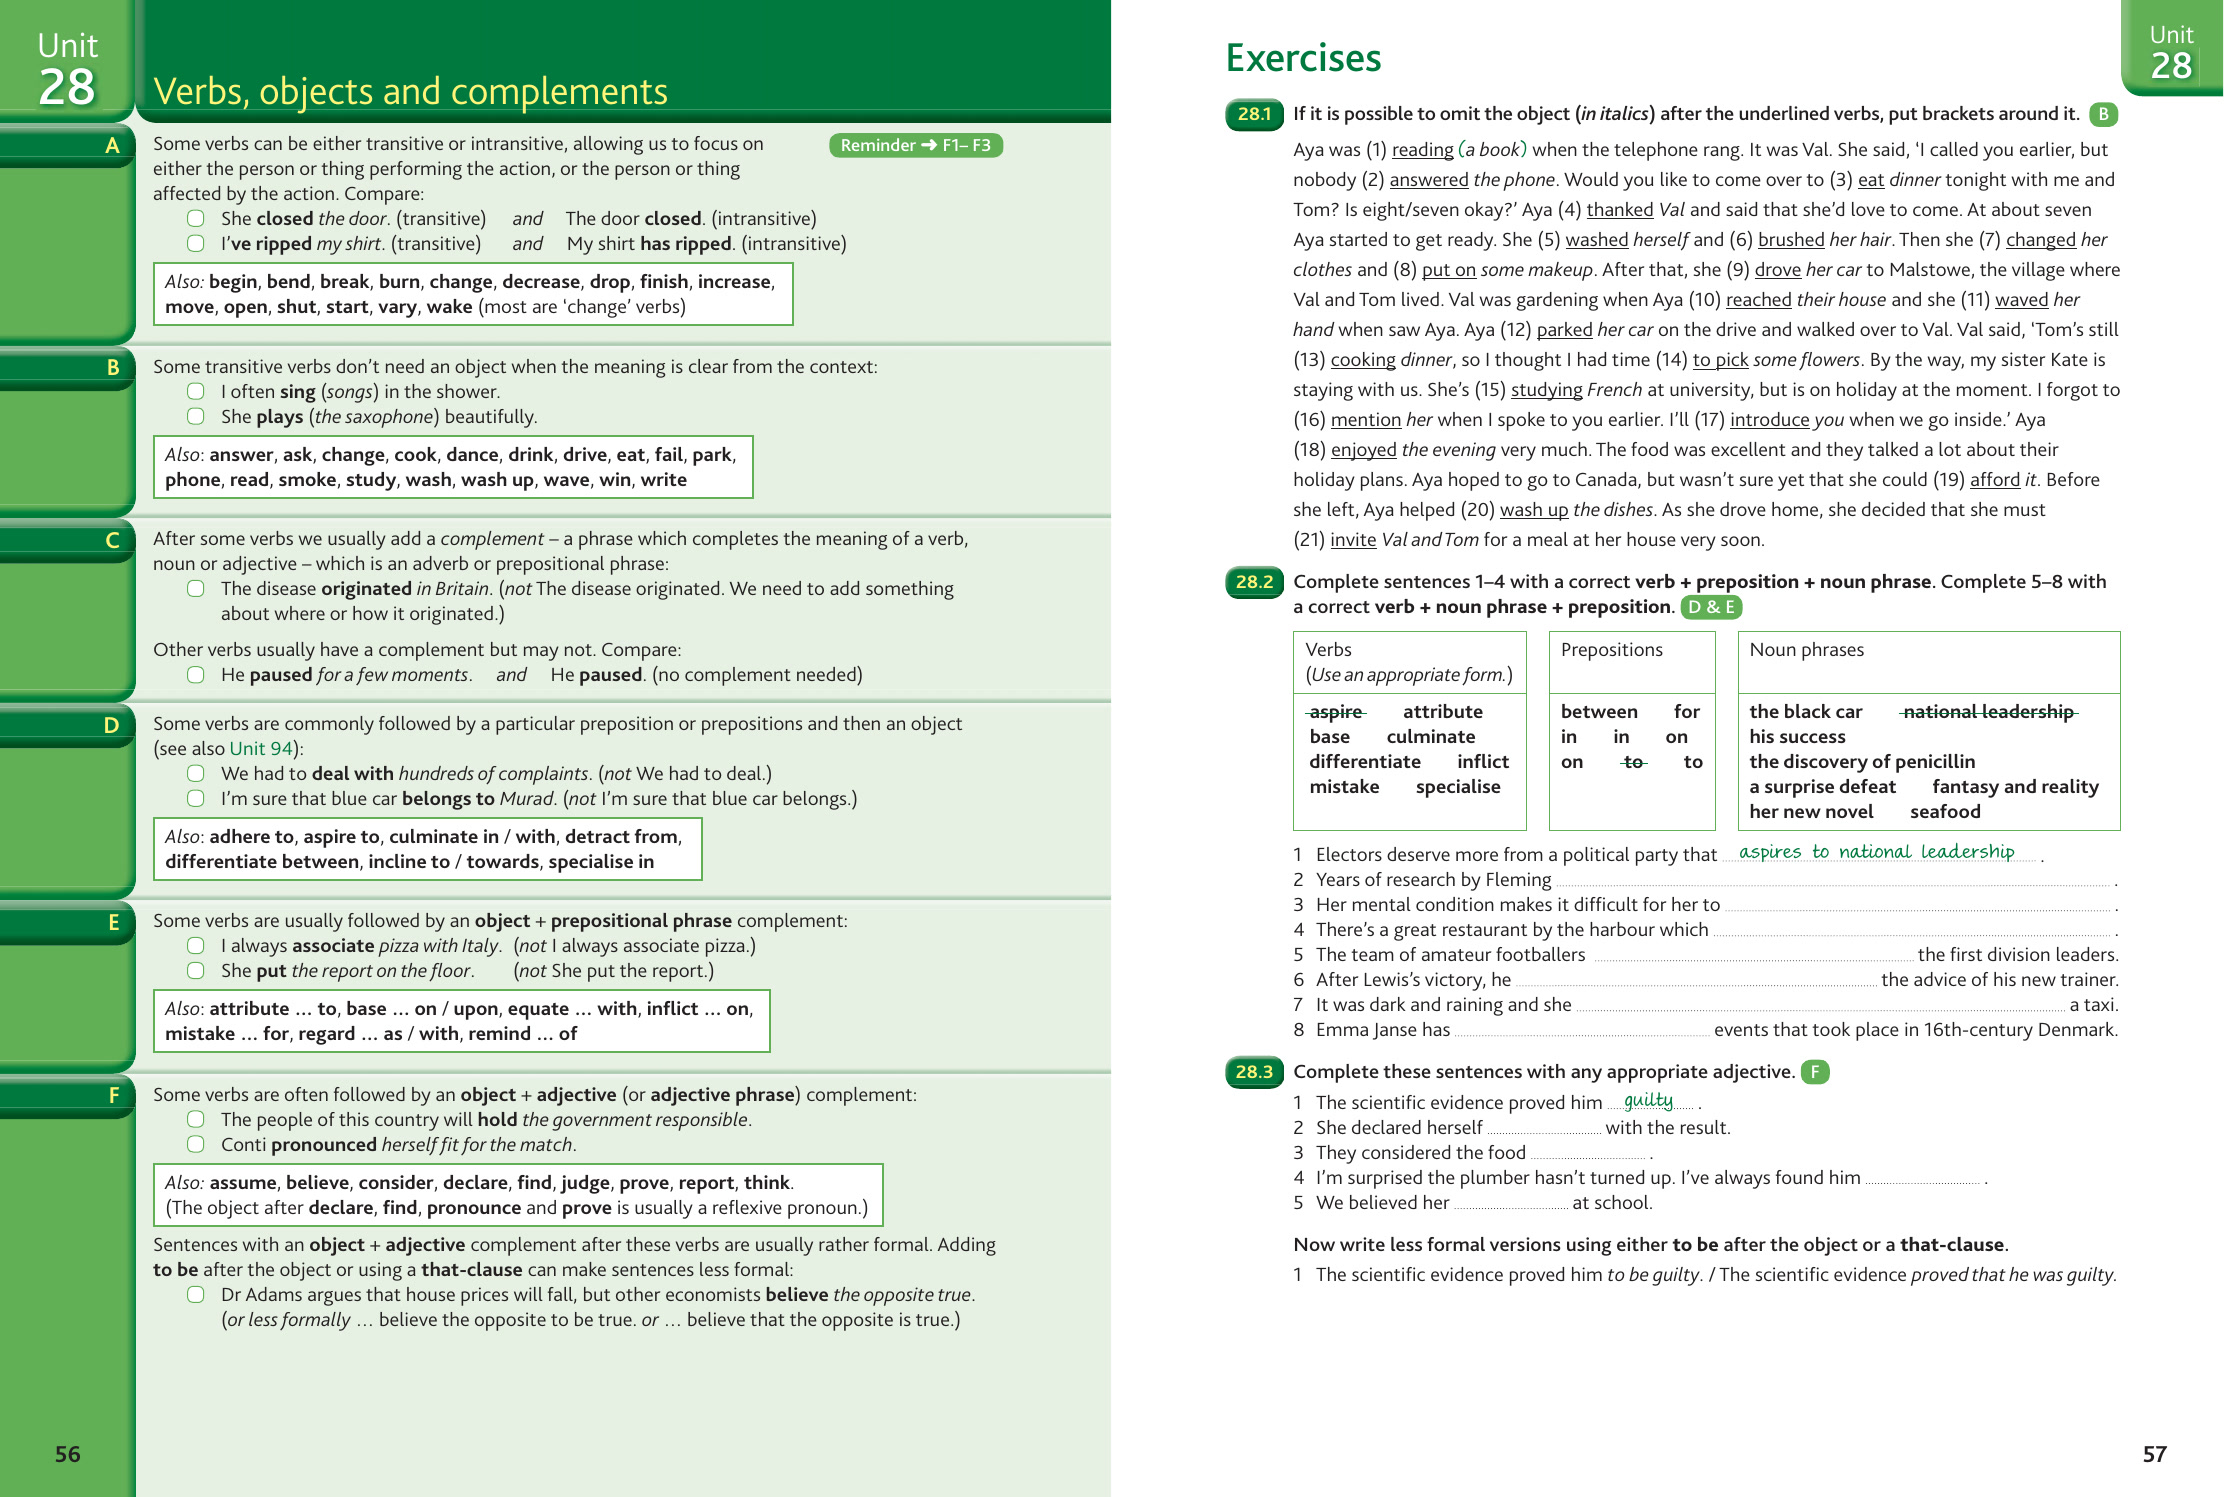 Unit
28
Verbs, objects and complements
A
Some verbs can be either transitive or intransitive, allowing us to focus on
either the person or thing performing the action, or the person or thing
affected by the action. Compare:
Reminder ➜ F1– F3
She closed the door. (transitive) and The door closed. (intransitive)
I’ve ripped my shirt. (transitive) and My shirt has ripped. (intransitive)
Also: begin, bend, break, burn, change, decrease, drop, finish, increase,
move, open, shut, start, vary, wake (most are ‘change’ verbs)
B
Some transitive verbs don’t need an object when the meaning is clear from the context:
I often sing (songs) in the shower.
She plays (the saxophone) beautifully.
Also: answer, ask, change, cook, dance, drink, drive, eat, fail, park,
phone, read, smoke, study, wash, wash up, wave, win, write
C
After some verbs we usually add a complement – a phrase which completes the meaning of a verb,
noun or adjective – which is an adverb or prepositional phrase:
The disease originated in Britain. (not The disease originated. We need to add something
about where or how it originated.)
Other verbs usually have a complement but may not. Compare:
He paused for a few moments. and He paused. (no complement needed)
D
Some verbs are commonly followed by a particular preposition or prepositions and then an object
(see also Unit 94):
We had to deal with hundreds of complaints. (not We had to deal.)
I’m sure that blue car belongs to Murad. (not I’m sure that blue car belongs.)
Also: adhere to, aspire to, culminate in / with, detract from,
differentiate between, incline to / towards, specialise in
E
Some verbs are usually followed by an object + prepositional phrase complement:
I always associate pizza with Italy. (not I always associate pizza.)
She put the report on the floor. (not She put the report.)
Also: attribute … to, base … on / upon, equate … with, inflict … on,
mistake … for, regard … as / with, remind … of
F
Some verbs are often followed by an object + adjective (or adjective phrase) complement:
The people of this country will hold the government responsible.
Conti pronounced herself fit for the match.
Also: assume, believe, consider, declare, find, judge, prove, report, think.
(The object after declare, find, pronounce and prove is usually a reflexive pronoun.)
Sentences with an object + adjective complement after these verbs are usually rather formal. Adding
to be after the object or using a that-clause can make sentences less formal:
Dr Adams argues that house prices will fall, but other economists believe the opposite true.
(or less formally … believe the opposite to be true. or … believe that the opposite is true.)
56
Exercises
Unit
28
28.1 If it is possible to omit the object (in italics) after the underlined verbs, put brackets around it. B
Aya was (1) reading (a book) when the telephone rang. It was Val. She said, ‘I called you earlier, but
nobody (2) answered the phone. Would you like to come over to (3) eat dinner tonight with me and
Tom? Is eight/seven okay?’ Aya (4) thanked Val and said that she’d love to come. At about seven
Aya started to get ready. She (5) washed herself and (6) brushed her hair. Then she (7) changed her
clothes and (8) put on some makeup. After that, she (9) drove her car to Malstowe, the village where
Val and Tom lived. Val was gardening when Aya (10) reached their house and she (11) waved her
hand when saw Aya. Aya (12) parked her car on the drive and walked over to Val. Val said, ‘Tom’s still
(13) cooking dinner, so I thought I had time (14) to pick some flowers. By the way, my sister Kate is
staying with us. She’s (15) studying French at university, but is on holiday at the moment. I forgot to
(16) mention her when I spoke to you earlier. I’ll (17) introduce you when we go inside.’ Aya
(18) enjoyed the evening very much. The food was excellent and they talked a lot about their
holiday plans. Aya hoped to go to Canada, but wasn’t sure yet that she could (19) afford it. Before
she left, Aya helped (20) wash up the dishes. As she drove home, she decided that she must
(21) invite Val and Tom for a meal at her house very soon.
28.2 Complete sentences 1–4 with a correct verb + preposition + noun phrase. Complete 5–8 with
a correct verb + noun phrase + preposition. D & E
Verbs
(Use an appropriate form.)
aspire attribute
base culminate
differentiate inflict
mistake specialise
Prepositions
between for
in in on
on to to
Noun phrases
the black car national leadership
his success
the discovery of penicillin
a surprise defeat fantasy and reality
her new novel seafood
1 Electors deserve more from a political party that aspires to national leadership .
2 Years of research by Fleming .
3 Her mental condition makes it difficult for her to .
4 There’s a great restaurant by the harbour which .
5 The team of amateur footballers the first division leaders.
6 After Lewis’s victory, he the advice of his new trainer.
7 It was dark and raining and she a taxi.
8 Emma Janse has events that took place in 16th-century Denmark.
28.3 Complete these sentences with any appropriate adjective. F
1 The scientific evidence proved him guilty .
2 She declared herself with the result.
3 They considered the food .
4 I’m surprised the plumber hasn’t turned up. I’ve always found him .
5 We believed her at school.
Now write less formal versions using either to be after the object or a that-clause.
1 The scientific evidence proved him to be guilty. / The scientific evidence proved that he was guilty.
57